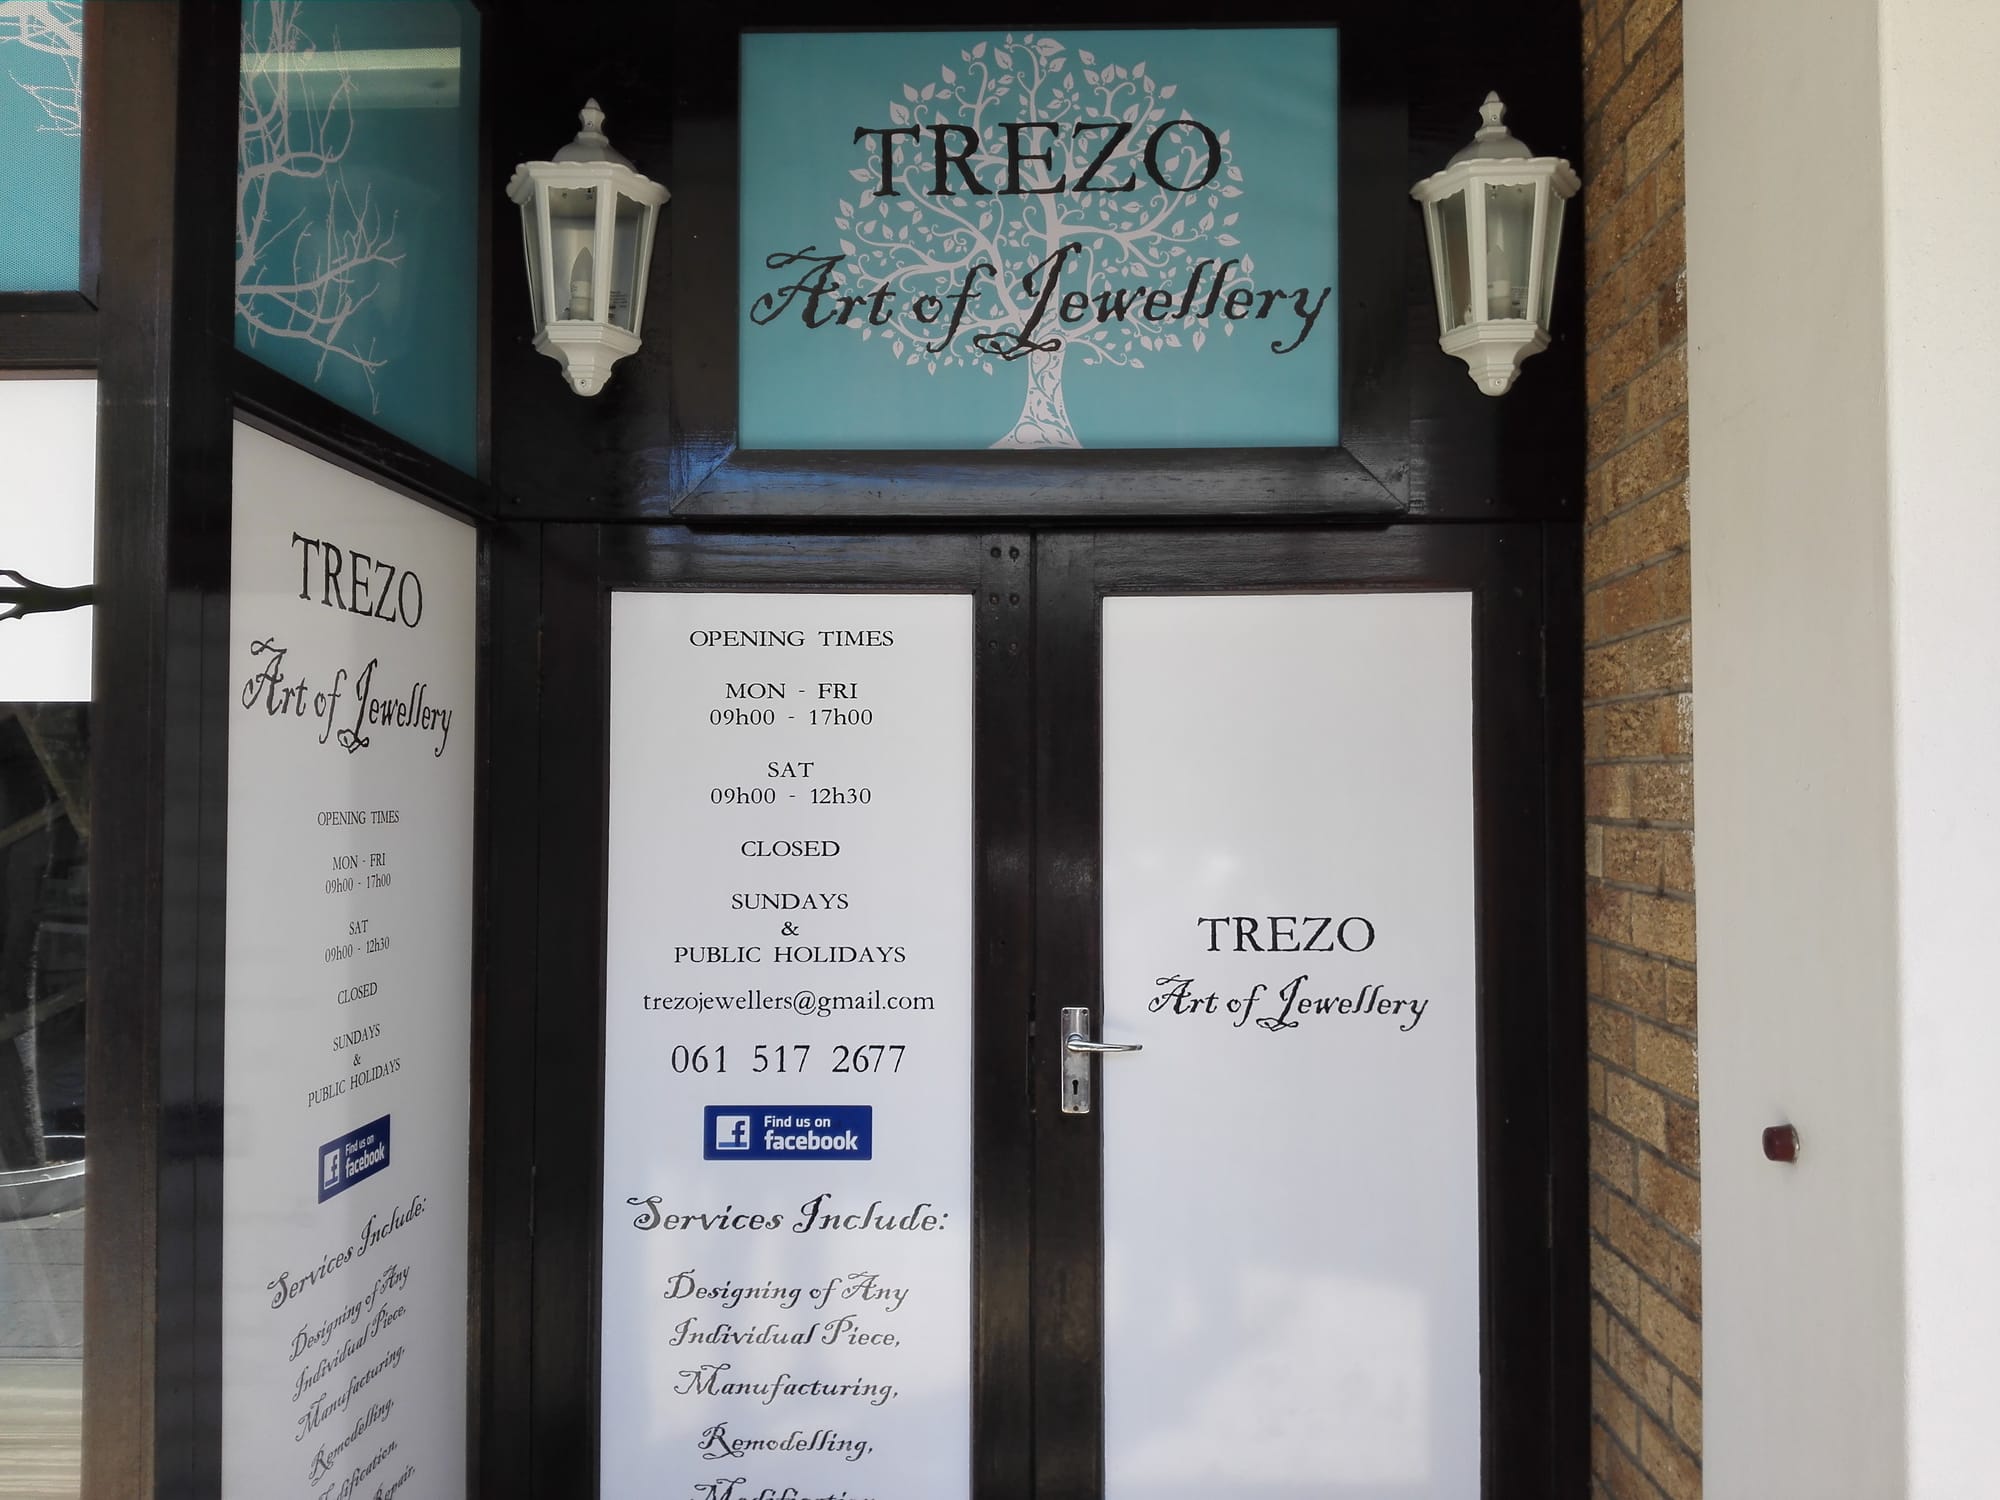 TREZO
Art of Jewellery
TREZO
Art of Jewellery
OPENING TIMES
MON - FRI
09h00 - 17h00
SAT
09h00 - 12h30
CLOSED
SUNDAYS
&
PUBLIC HOLIDAYS
Find us on
facebook
Services Include:
Designing of Any
Individual Piece,
Manufacturing,
Remodelling,
OPENING TIMES
MON - FRI
09h00 - 17h00
SAT
09h00 - 12h30
CLOSED
SUNDAYS
&
PUBLIC HOLIDAYS
trezojewellers@gmail.com
061 517 2677
Find us on
facebook
Services Include:
Designing of Any
Individual Piece,
Manufacturing,
Remodelling,
Modification
TREZO
Art of Jewellery